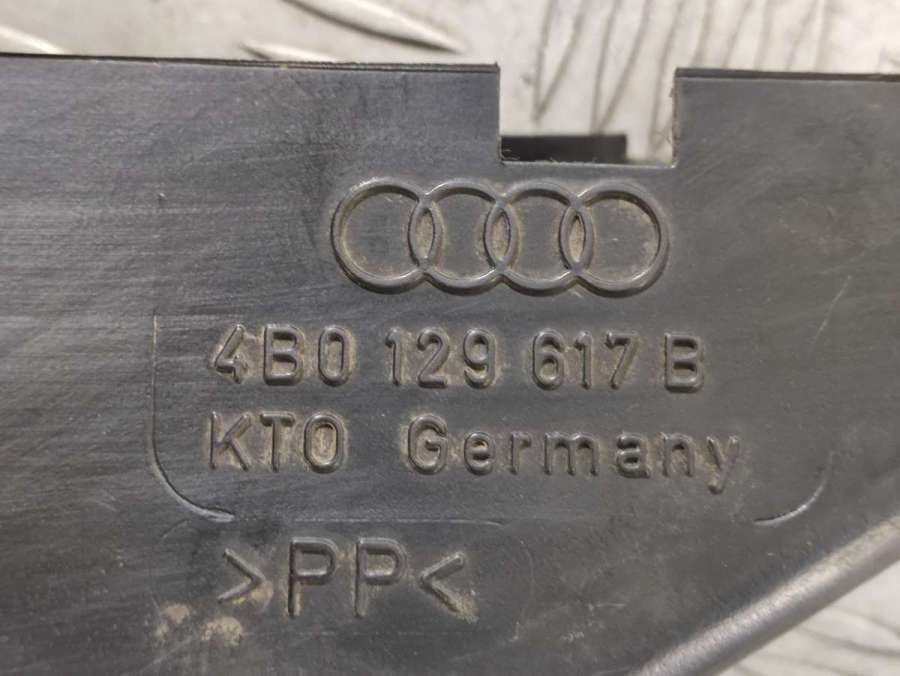 4B0 129 617 B
KTO Germany
>PP<